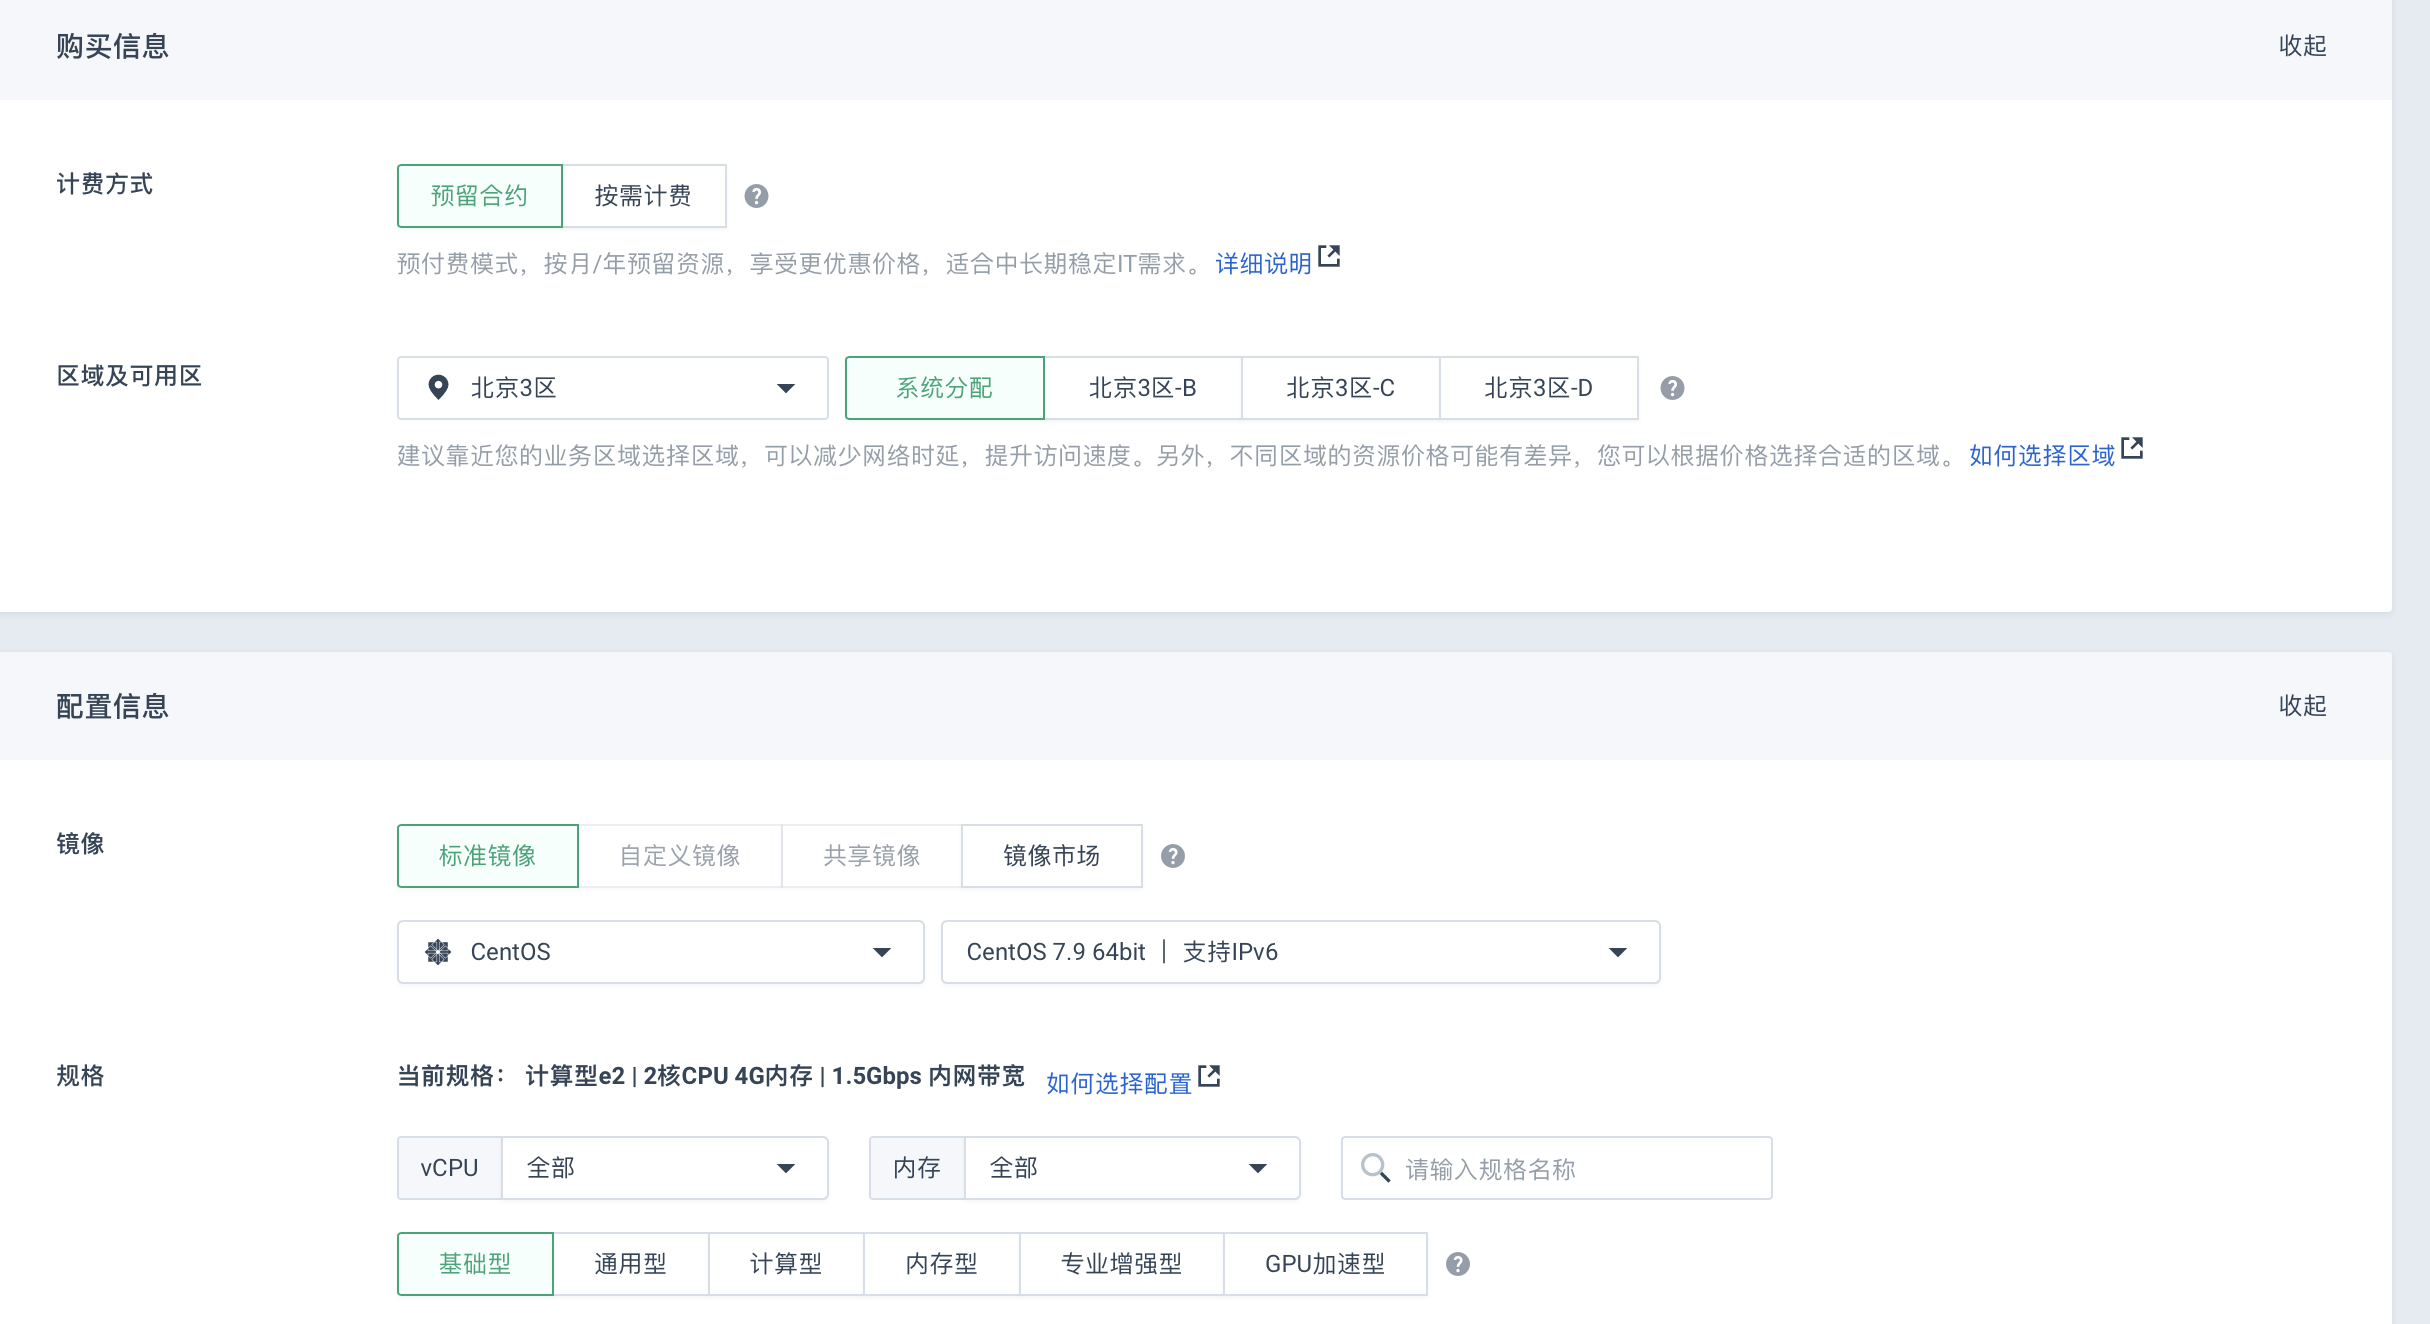 购买信息 收起
计费方式 预留合约 按需计费
预付费模式，按月/年预留资源，享受更优惠价格，适合中长期稳定IT需求。 详细说明
区域及可用区 北京3区 系统分配 北京3区-B 北京3区-C 北京3区-D
建议靠近您的业务区域选择区域，可以减少网络时延，提升访问速度。另外，不同区域的资源价格可能有差异，您可以根据价格选择合适的区域。 如何选择区域
配置信息 收起
镜像 标准镜像 自定义镜像 共享镜像 镜像市场
CentOS CentOS 7.9 64bit | 支持IPv6
规格 当前规格： 计算型e2 | 2核CPU 4G内存 | 1.5Gbps 内网带宽 如何选择配置
vCPU 全部 内存 全部 请输入规格名称
基础型 通用型 计算型 内存型 专业增强型 GPU加速型